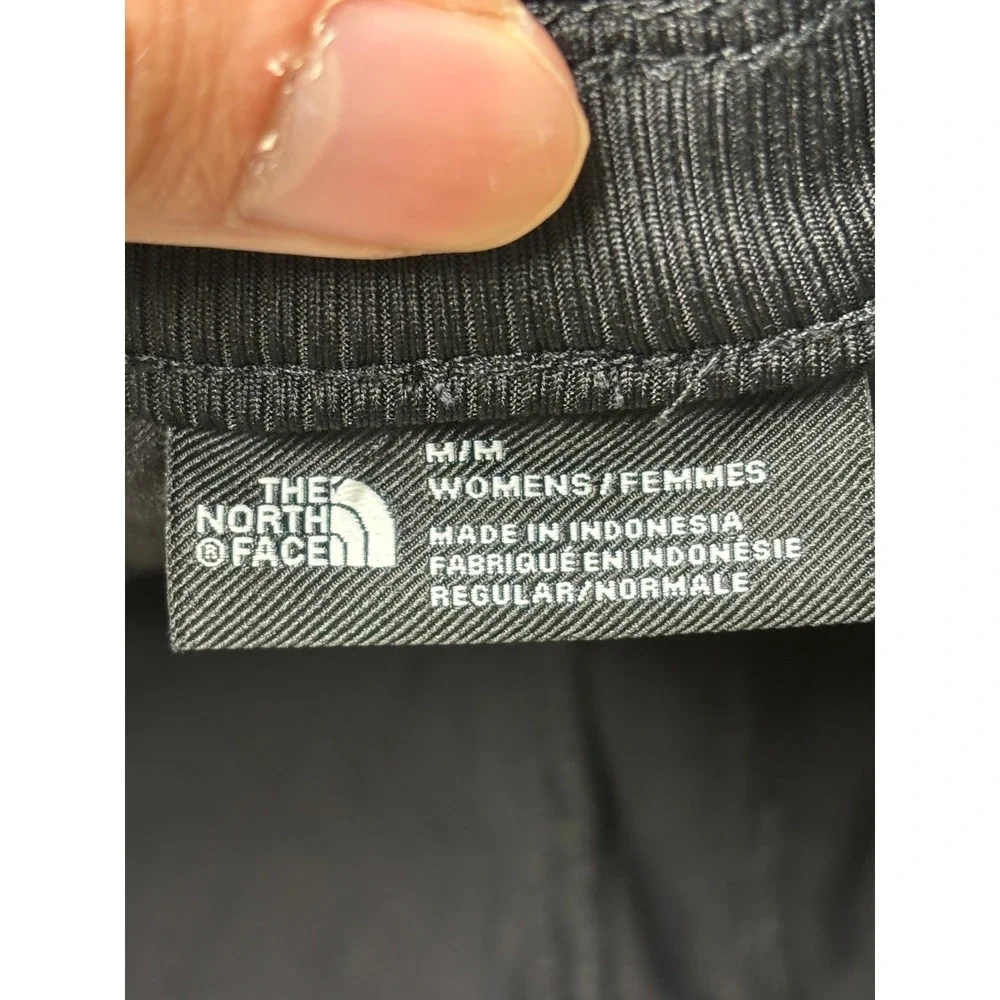 THE
NORTH
® FACE
M/M
WOMENS/FEMMES
MADE IN INDONESIA
FABRIQUÉ EN INDONÉSIE
REGULAR/NORMALE